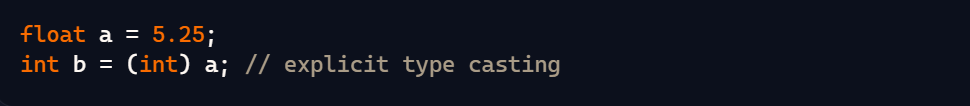 float a = 5.25;
int b = (int) a; // explicit type casting